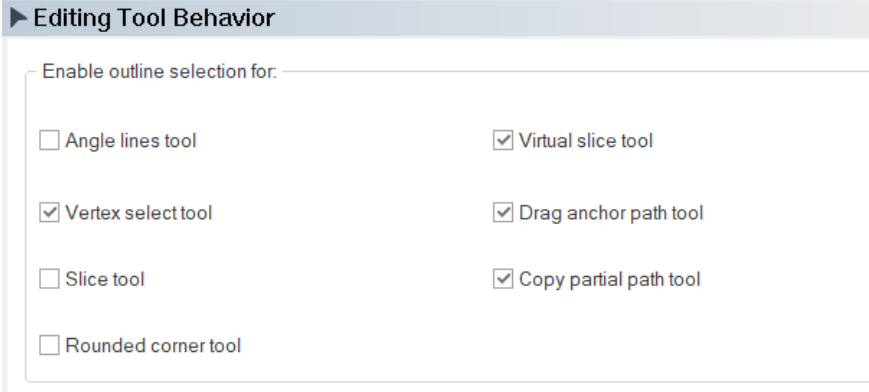 Editing Tool Behavior
Enable outline selection for:
Angle lines tool
Virtual slice tool
Vertex select tool
Drag anchor path tool
Slice tool
Copy partial path tool
Rounded corner tool